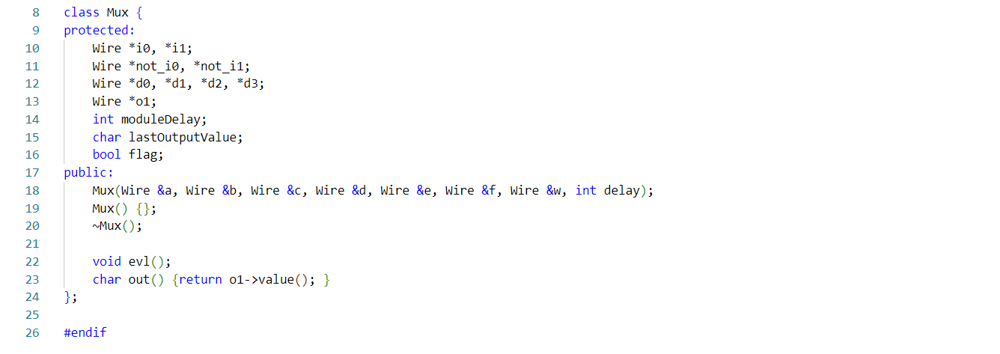 8 class Mux {
9 protected:
10 Wire *i0, *i1;
11 Wire *not_i0, *not_i1;
12 Wire *d0, *d1, *d2, *d3;
13 Wire *o1;
14 int moduleDelay;
15 char lastOutputValue;
16 bool flag;
17 public:
18 Mux(Wire &a, Wire &b, Wire &c, Wire &d, Wire &e, Wire &f, Wire &w, int delay);
19 Mux() {};
20 ~Mux();
21
22 void evl();
23 char out() {return o1->value(); }
24 };
25
26 #endif